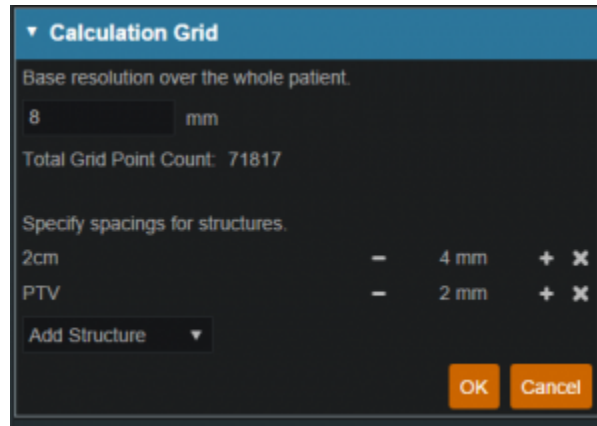 Calculation Grid
Base resolution over the whole patient.
8 mm
Total Grid Point Count: 71817
Specify spacings for structures.
2cm − 4 mm + ×
PTV − 2 mm + ×
Add Structure
OK Cancel